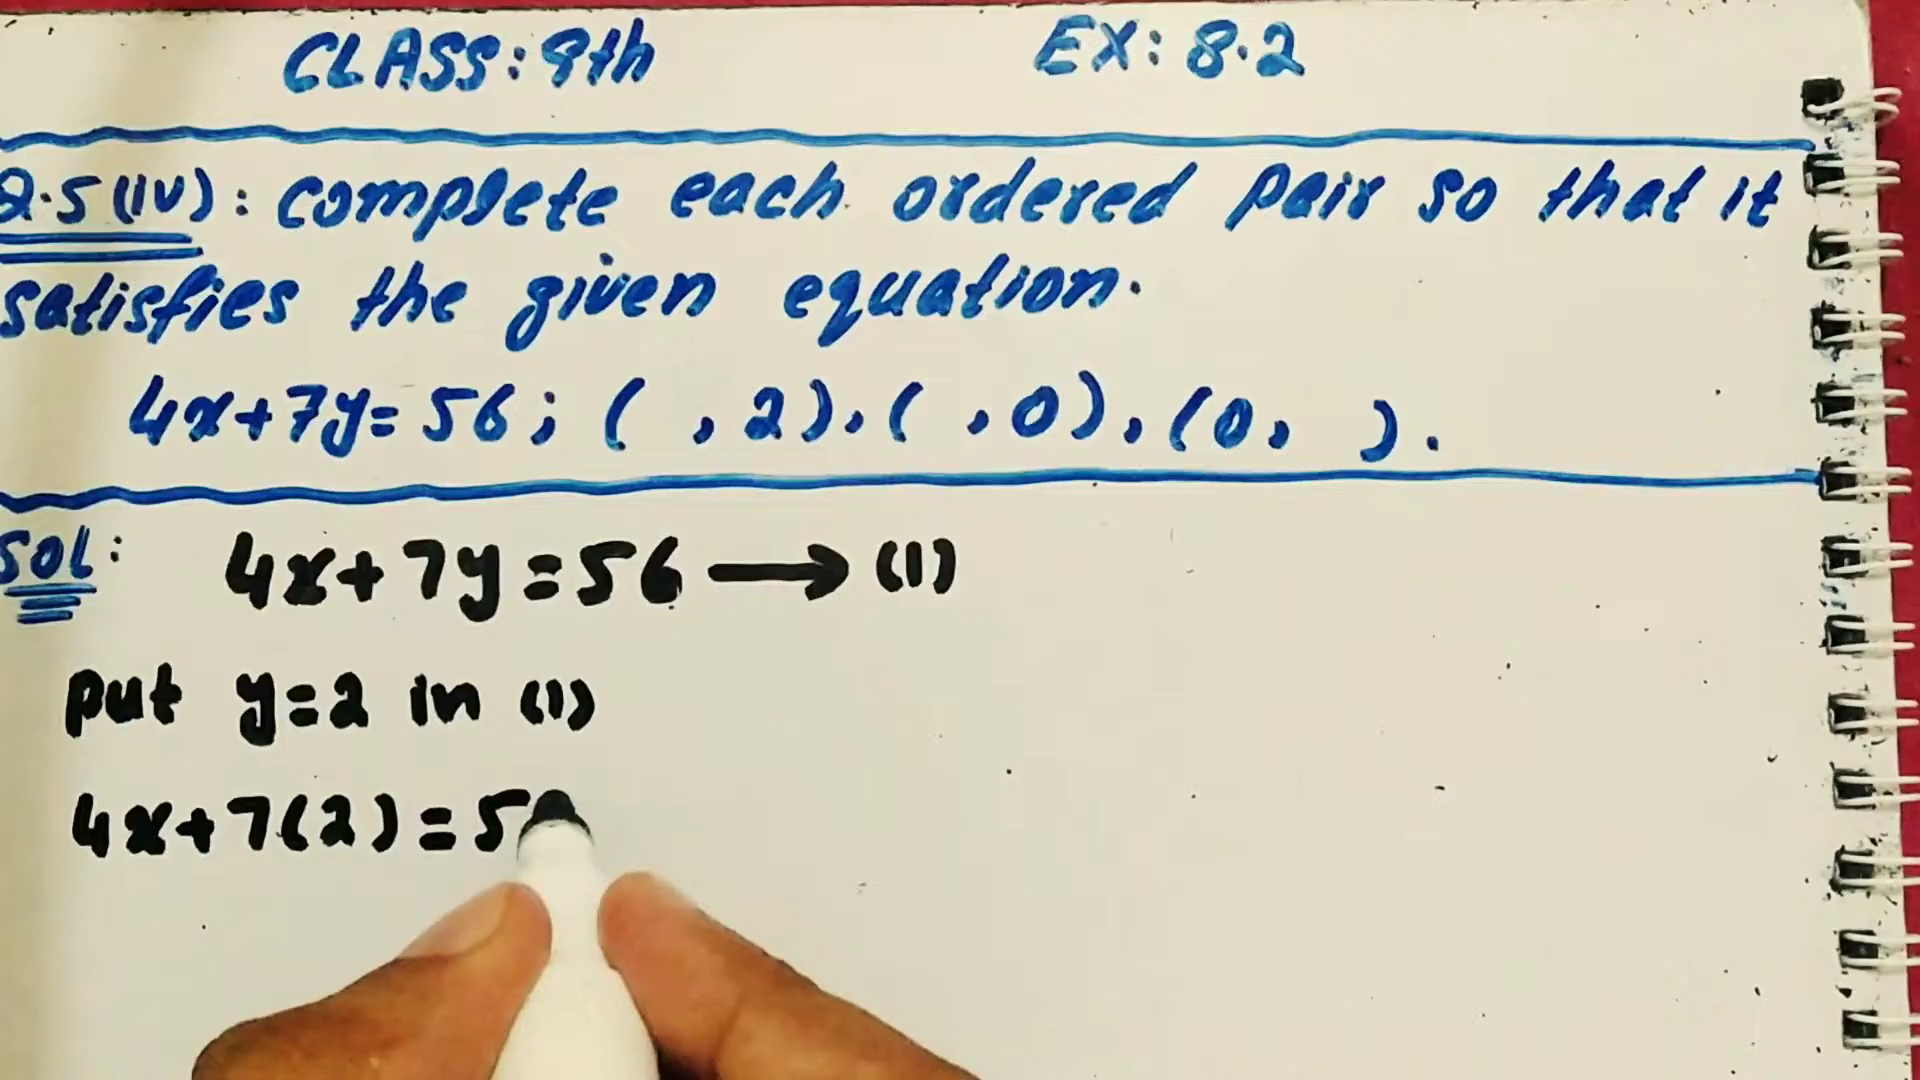 CLASS: 9th EX: 8.2
Q.5(IV): complete each ordered pair so that it
satisfies the given equation.
4x+7y=56; ( , 2), ( , 0), (0, ).
SOL: 4x+7y=56 → (1)
put y=2 in (1)
4x+7(2)=5